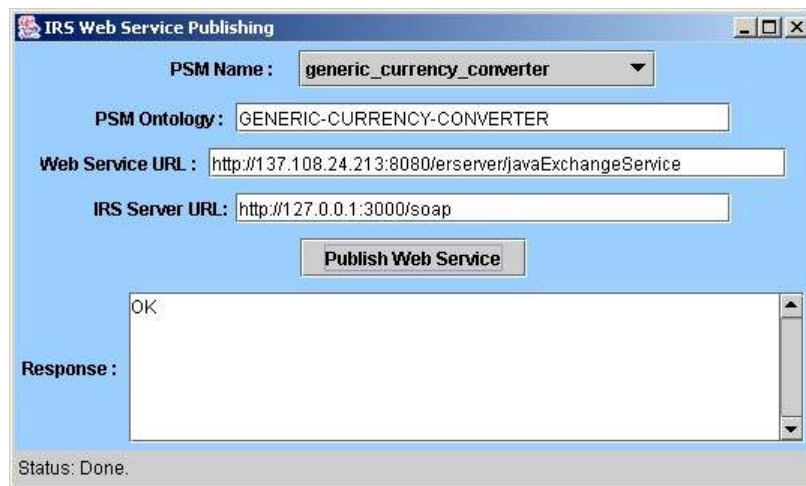 IRS Web Service Publishing
PSM Name : generic_currency_converter
PSM Ontology : GENERIC-CURRENCY-CONVERTER
Web Service URL : http://137.108.24.213:8080/erserver/javaExchangeService
IRS Server URL: http://127.0.0.1:3000/soap
Publish Web Service
OK
Response :
Status: Done.